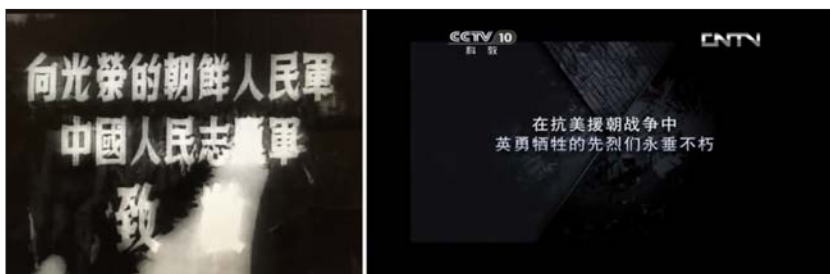 向光榮的朝鮮人民軍
中國人民志願軍
致
CCTV 10
科教
CNTV
在抗美援朝战争中
英勇牺牲的先烈们永垂不朽